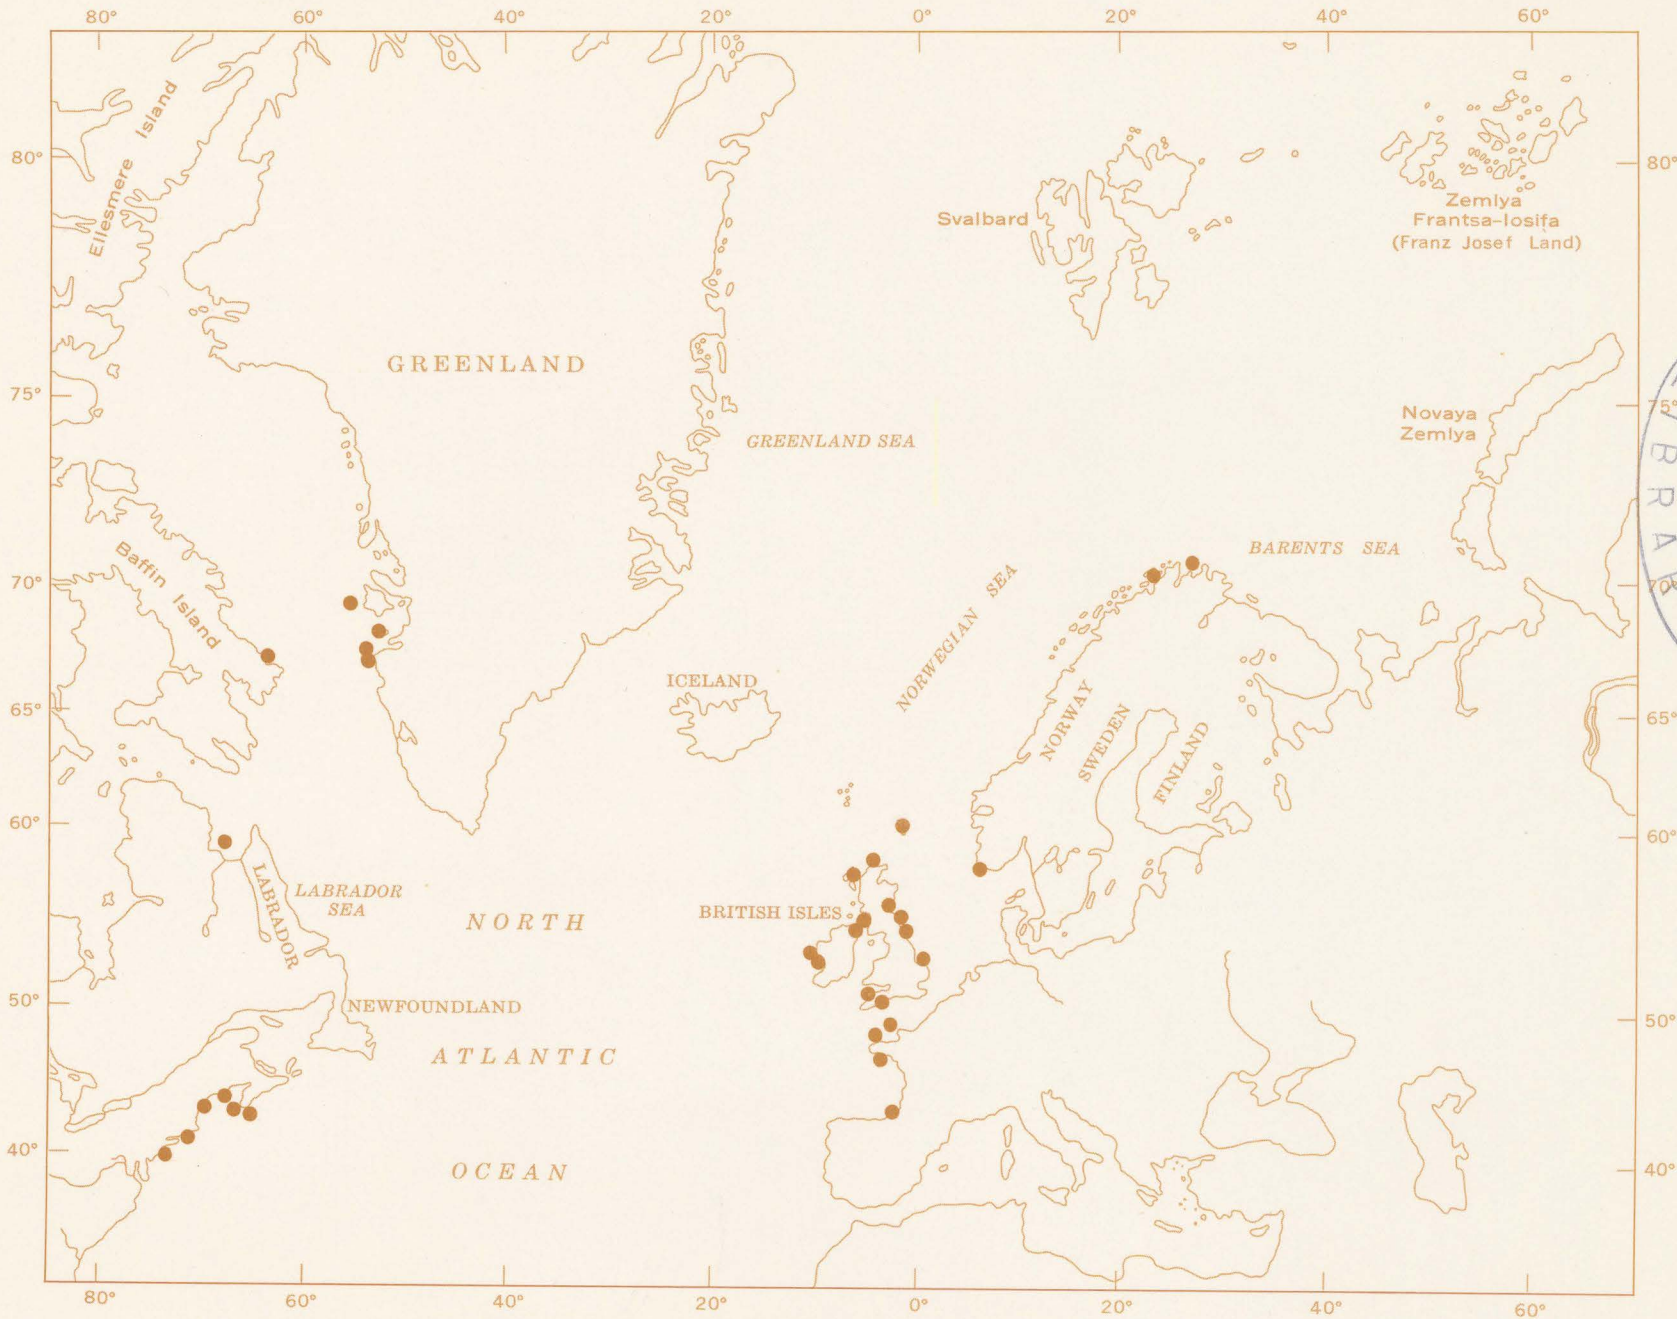 80° 60° 40° 20° 0° 20° 40° 60°
Ellesmere Island
80° 80°
Svalbard
Zemlya
Frantsa-Iosifa
(Franz Josef Land)
GREENLAND
75° 75°
Novaya
Zemlya
GREENLAND SEA
BARENTS SEA
Baffin Island
70° 70°
NORWEGIAN SEA
ICELAND
65° 65°
NORWAY
SWEDEN
FINLAND
60° 60°
LABRADOR
LABRADOR
SEA
NORTH
BRITISH ISLES
50° 50°
NEWFOUNDLAND
ATLANTIC
40° 40°
OCEAN
80° 60° 40° 20° 0° 20° 40° 60°